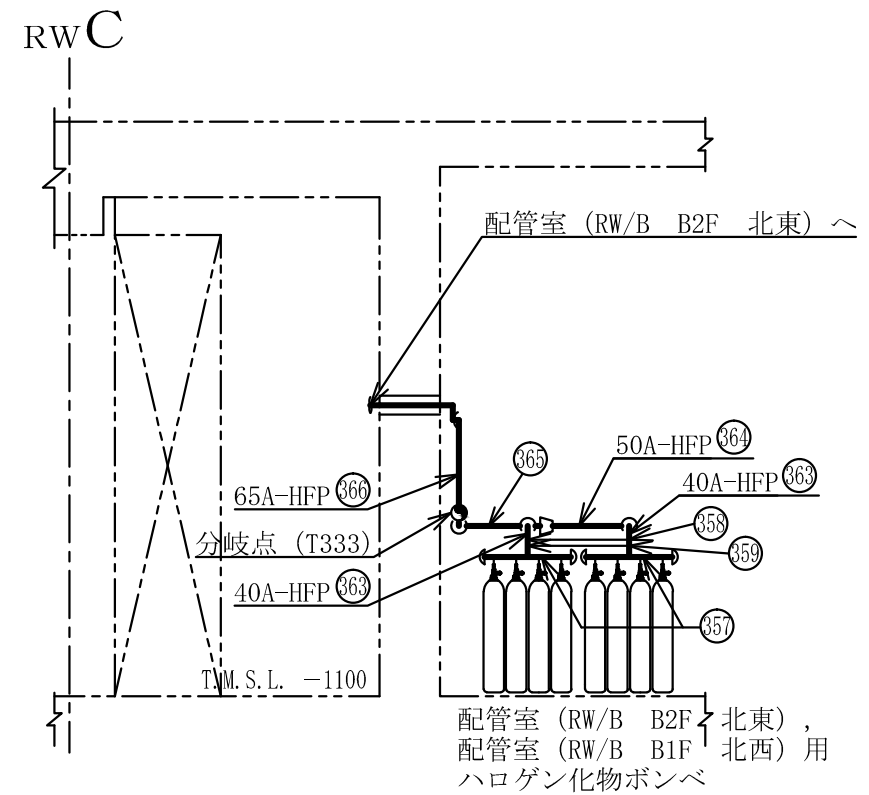 RWC
配管室（RW/B　B2F　北東）へ
50A-HFP 364
365
40A-HFP 363
65A-HFP 366
358
分岐点（T333）
359
40A-HFP 363
357
T.M.S.L. －1100
配管室（RW/B　B2F　北東），
配管室（RW/B　B1F　北西）用
ハロゲン化物ボンベ